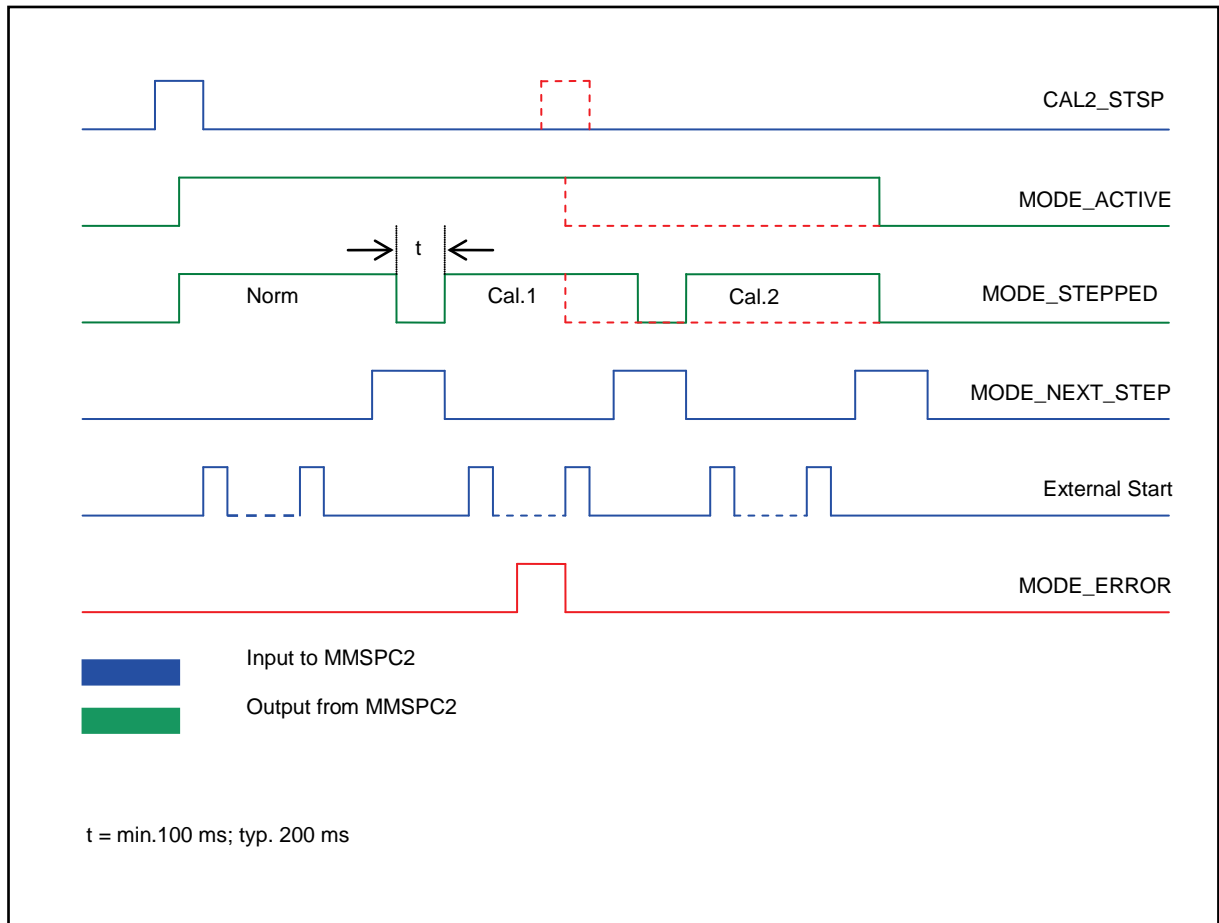 CAL2_STSP
MODE_ACTIVE
t
Norm
Cal.1
Cal.2
MODE_STEPPED
MODE_NEXT_STEP
External Start
MODE_ERROR
Input to MMSPC2
Output from MMSPC2
t = min.100 ms; typ. 200 ms